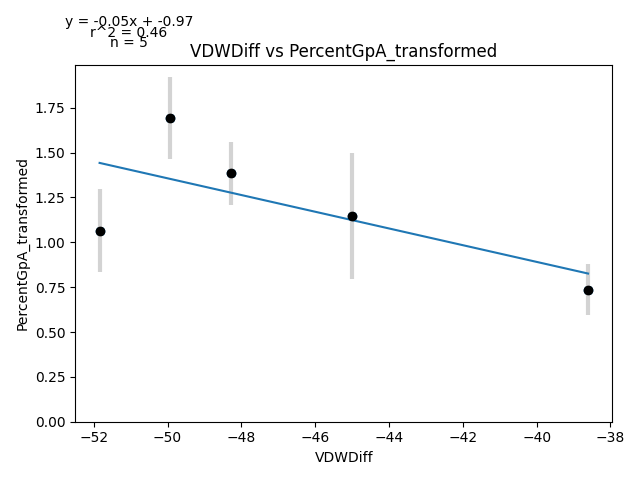 y = -0.05x + -0.97
r^2 = 0.46
n = 5
VDWDiff vs PercentGpA_transformed
PercentGpA_transformed
1.75
1.50
1.25
1.00
0.75
0.50
0.25
0.00
−52
−50
−48
−46
−44
−42
−40
−38
VDWDiff